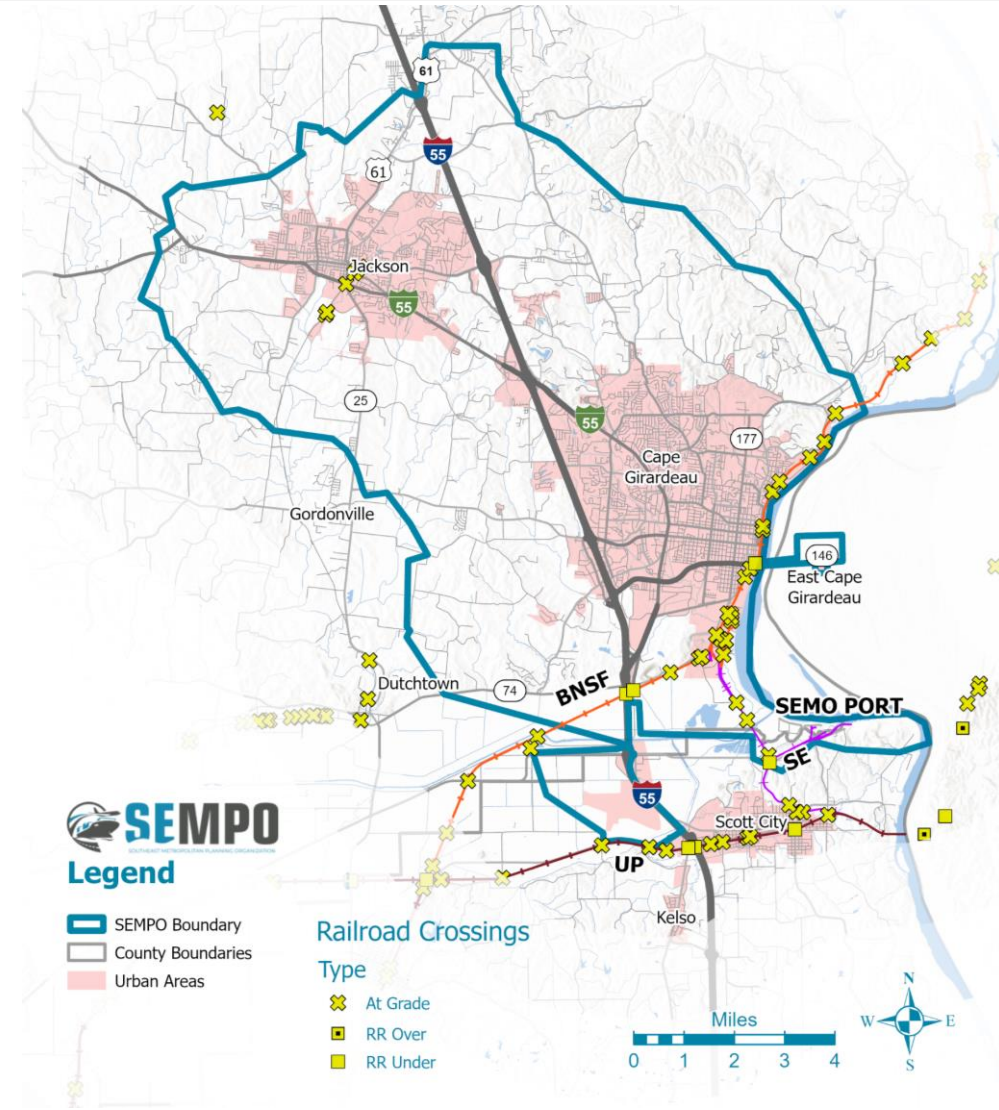 61
55
61
Jackson
55
25
55
177
Cape
Girardeau
Gordonville
146
East Cape
Girardeau
Dutchtown
74
BNSF
SEMO PORT
SE
55
Scott City
UP
Kelso
SEMPO
SOUTHEAST METROPOLITAN PLANNING ORGANIZATION
Legend
SEMPO Boundary
County Boundaries
Urban Areas
Railroad Crossings
Type
At Grade
RR Over
RR Under
Miles
0 1 2 3 4
N
W E
S